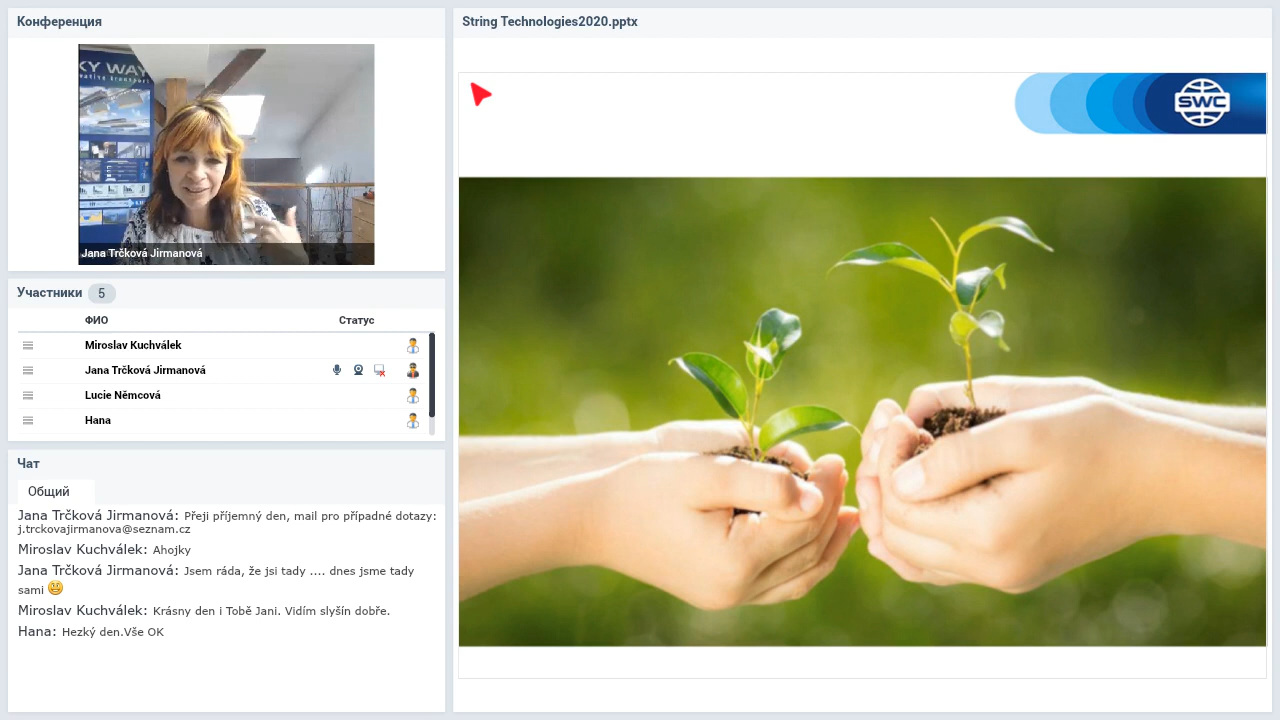 Конференция
KY WAY
Jana Trčková Jirmanová
Участники 5
ФИО Статус
Miroslav Kuchválek
Jana Trčková Jirmanová
Lucie Němcová
Hana
Чат
Общий
Jana Trčková Jirmanová: Přeji příjemný den, mail pro případné dotazy:
j.trckovajirmanova@seznam.cz
Miroslav Kuchválek: Ahojky
Jana Trčková Jirmanová: Jsem ráda, že jsi tady .... dnes jsme tady
sami
Miroslav Kuchválek: Krásny den i Tobě Jani. Vidím slyšín dobře.
Hana: Hezký den.Vše OK
String Technologies2020.pptx
SWC